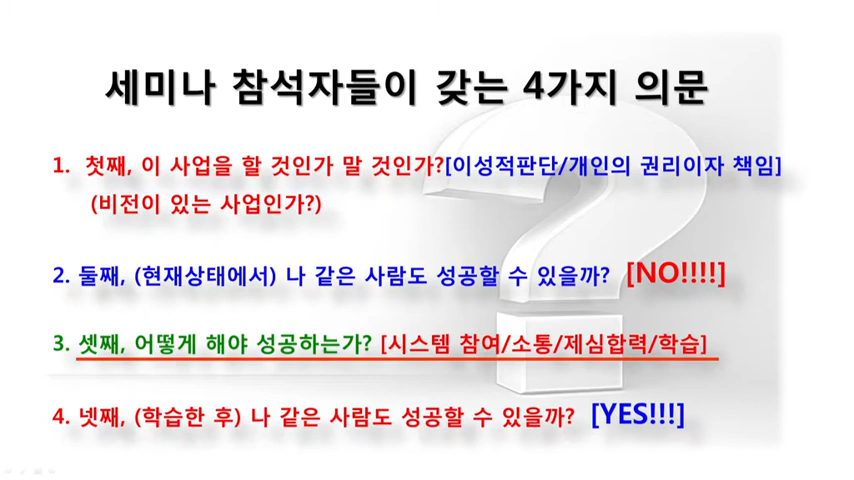 세미나 참석자들이 갖는 4가지 의문
1. 첫째, 이 사업을 할 것인가 말 것인가?[이성적판단/개인의 권리이자 책임]
(비전이 있는 사업인가?)
2. 둘째, (현재상태에서) 나 같은 사람도 성공할 수 있을까? [NO!!!!]
3. 셋째, 어떻게 해야 성공하는가? [시스템 참여/소통/제심합력/학습]
4. 넷째, (학습한 후) 나 같은 사람도 성공할 수 있을까? [YES!!!]